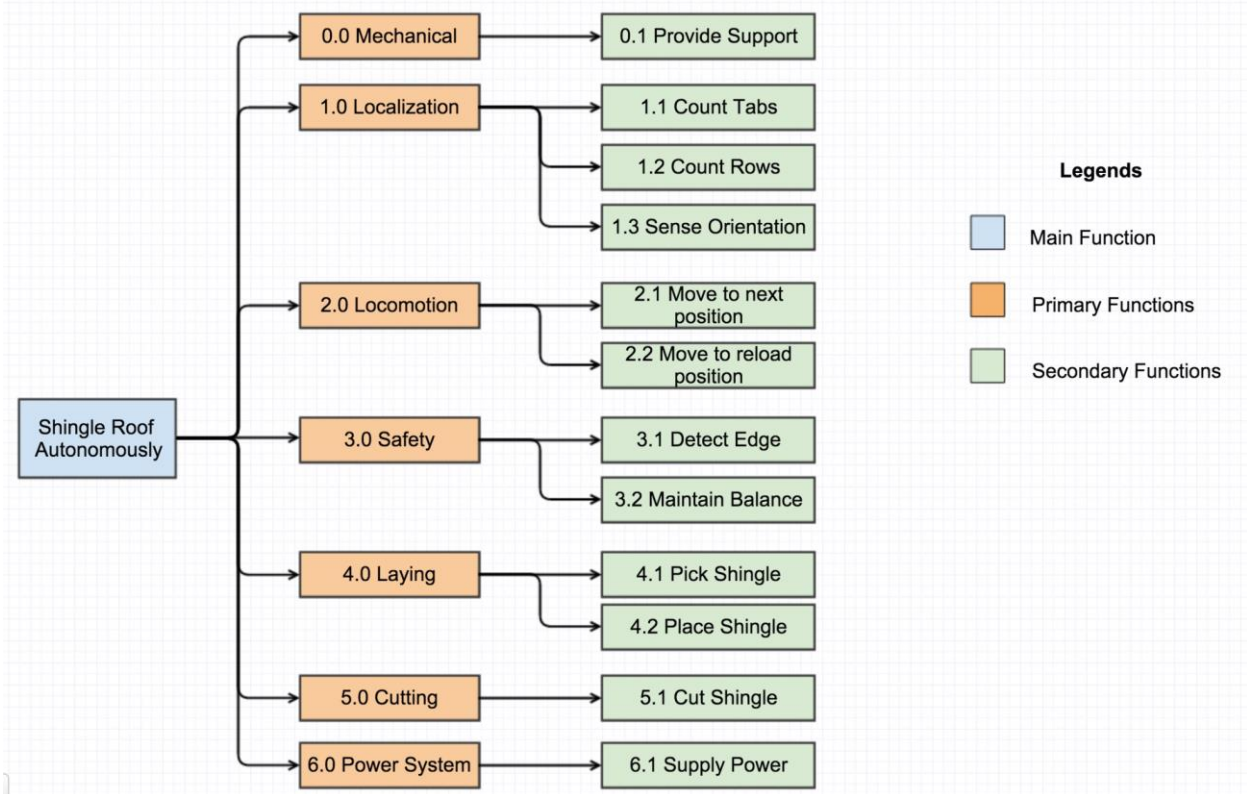 0.0 Mechanical
0.1 Provide Support
1.0 Localization
1.1 Count Tabs
1.2 Count Rows
1.3 Sense Orientation
2.0 Locomotion
2.1 Move to next
position
2.2 Move to reload
position
Shingle Roof
Autonomously
3.0 Safety
3.1 Detect Edge
3.2 Maintain Balance
4.0 Laying
4.1 Pick Shingle
4.2 Place Shingle
5.0 Cutting
5.1 Cut Shingle
6.0 Power System
6.1 Supply Power
Legends
Main Function
Primary Functions
Secondary Functions